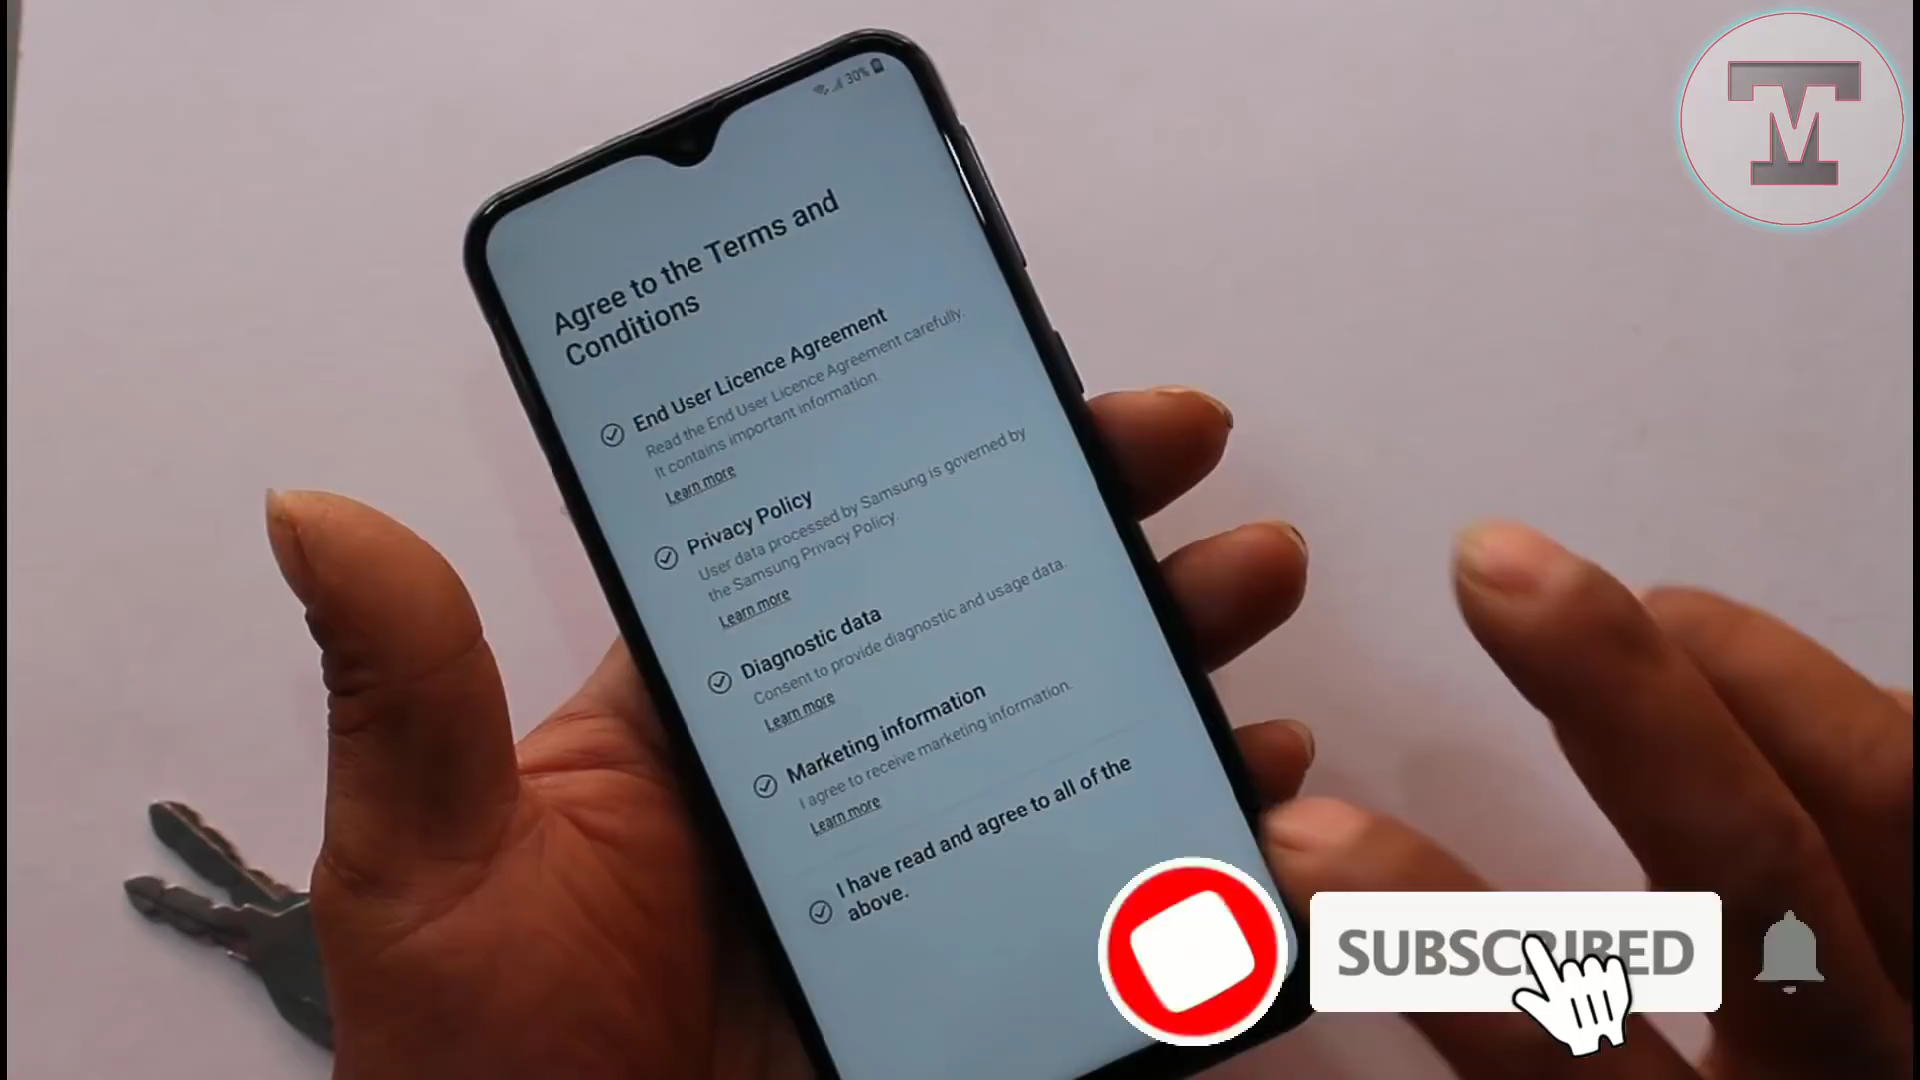 30%
Agree to the Terms and
Conditions
End User Licence Agreement
Read the End User Licence Agreement carefully.
It contains important information.
Learn more
Privacy Policy
User data processed by Samsung is governed by
the Samsung Privacy Policy.
Learn more
Diagnostic data
Consent to provide diagnostic and usage data.
Learn more
Marketing information
I agree to receive marketing information.
Learn more
I have read and agree to all of the
above.
TM
SUBSCRIBED